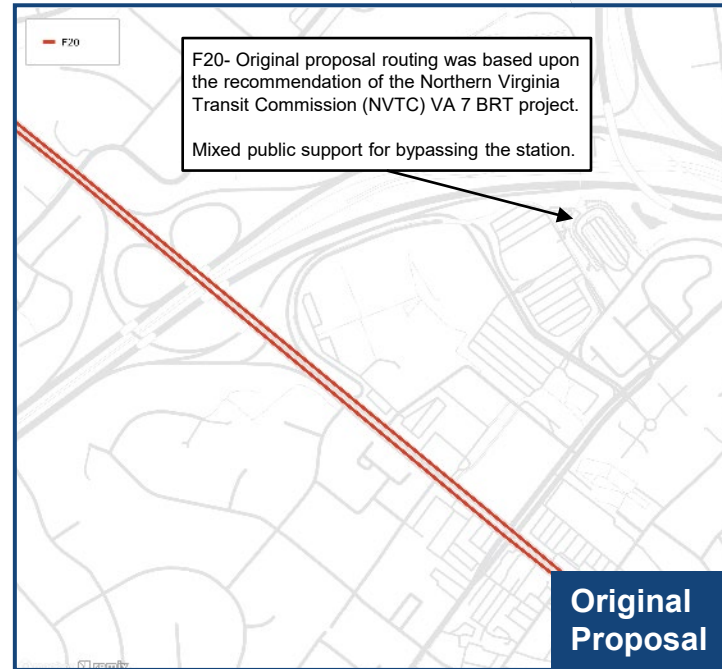 F20
F20- Original proposal routing was based upon
the recommendation of the Northern Virginia
Transit Commission (NVTC) VA 7 BRT project.
Mixed public support for bypassing the station.
Original
Proposal
remix